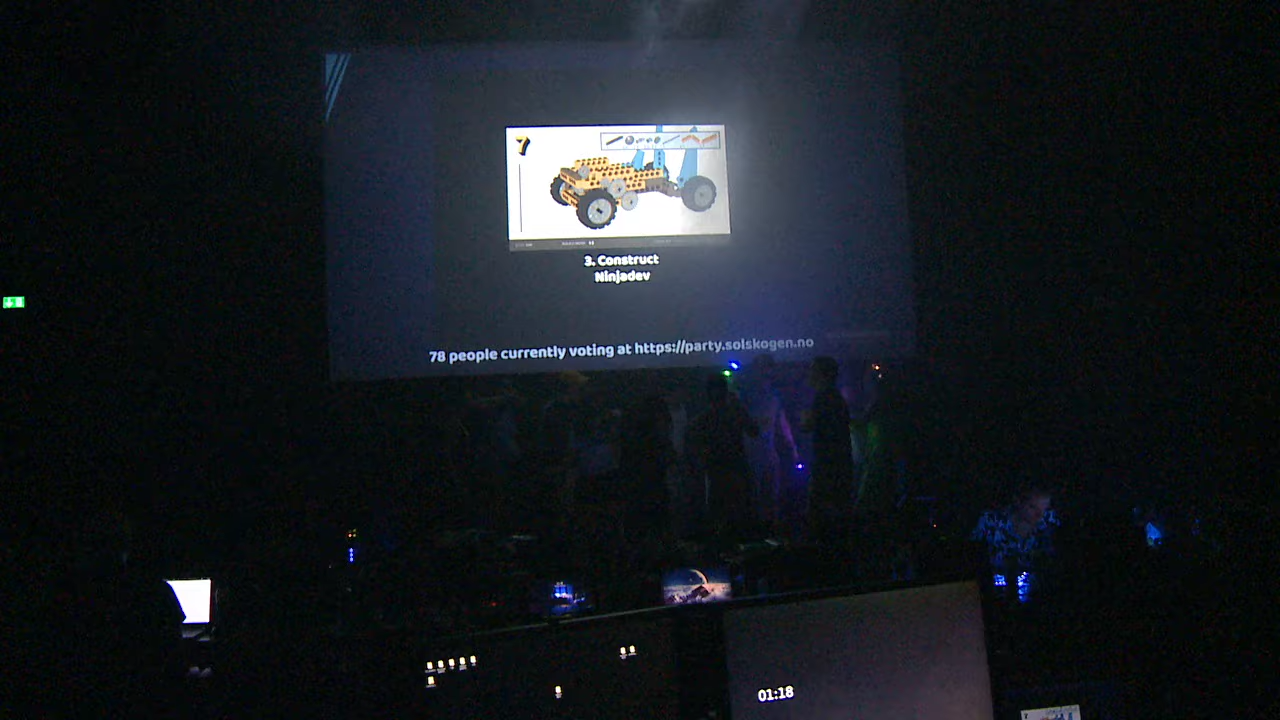 7
3. Construct
Ninjadev
78 people currently voting at https://party.solskogen.no
01:18